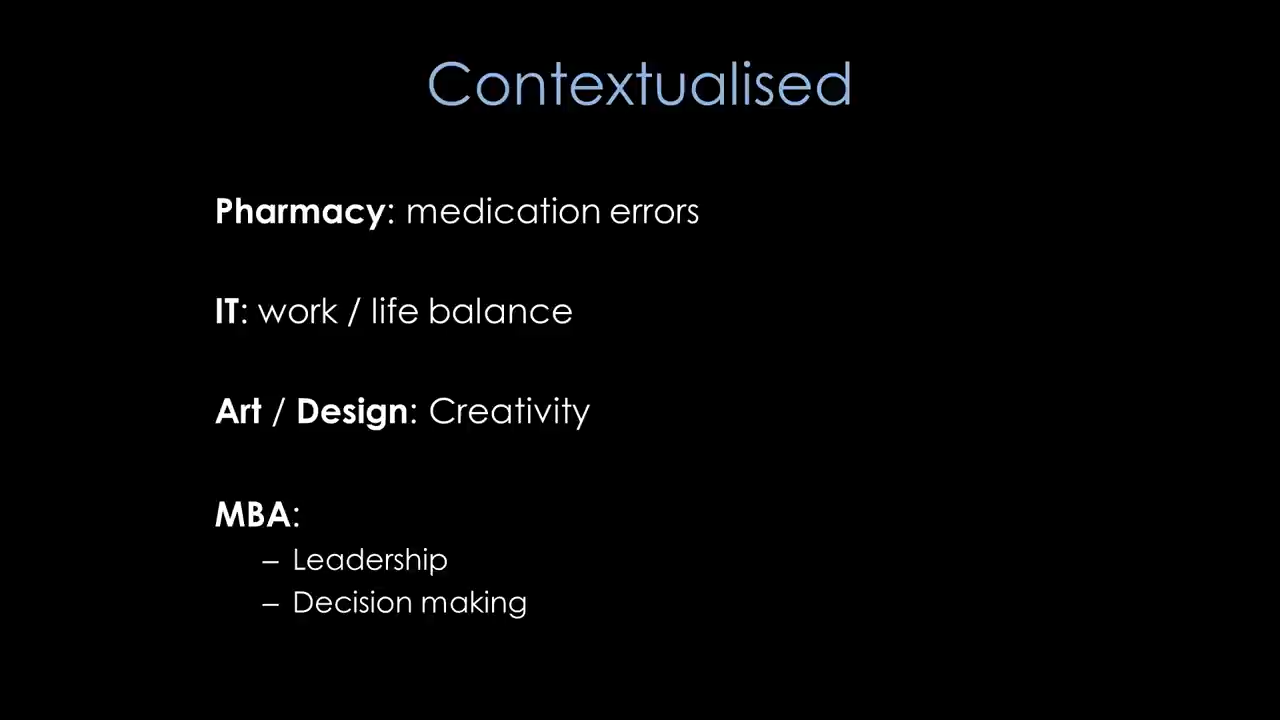 Contextualised
Pharmacy: medication errors
IT: work / life balance
Art / Design: Creativity
MBA:
– Leadership
– Decision making